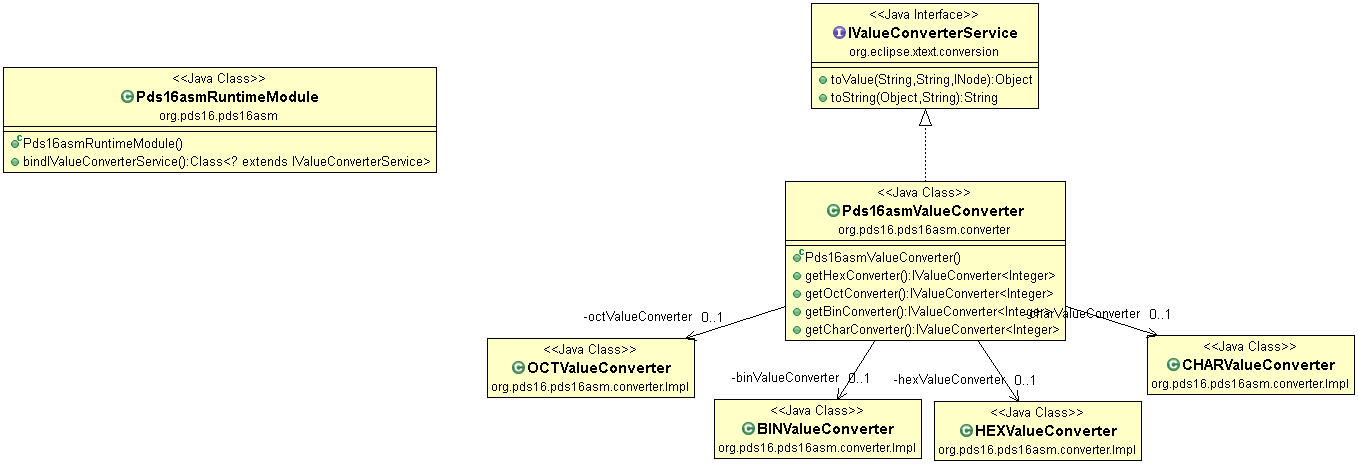 <<Java Interface>>
IValueConverterService
org.eclipse.xtext.conversion
toValue(String,String,INode):Object
toString(Object,String):String
<<Java Class>>
Pds16asmRuntimeModule
org.pds16.pds16asm
Pds16asmRuntimeModule()
bindIValueConverterService():Class<? extends IValueConverterService>
<<Java Class>>
Pds16asmValueConverter
org.pds16.pds16asm.converter
Pds16asmValueConverter()
getHexConverter():IValueConverter<Integer>
getOctConverter():IValueConverter<Integer>
getBinConverter():IValueConverter<Integer>
getCharConverter():IValueConverter<Integer>
-octValueConverter 0..1
-charValueConverter 0..1
-binValueConverter 0..1
-hexValueConverter 0..1
<<Java Class>>
OCTValueConverter
org.pds16.pds16asm.converter.Impl
<<Java Class>>
BINValueConverter
org.pds16.pds16asm.converter.Impl
<<Java Class>>
HEXValueConverter
org.pds16.pds16asm.converter.Impl
<<Java Class>>
CHARValueConverter
org.pds16.pds16asm.converter.Impl